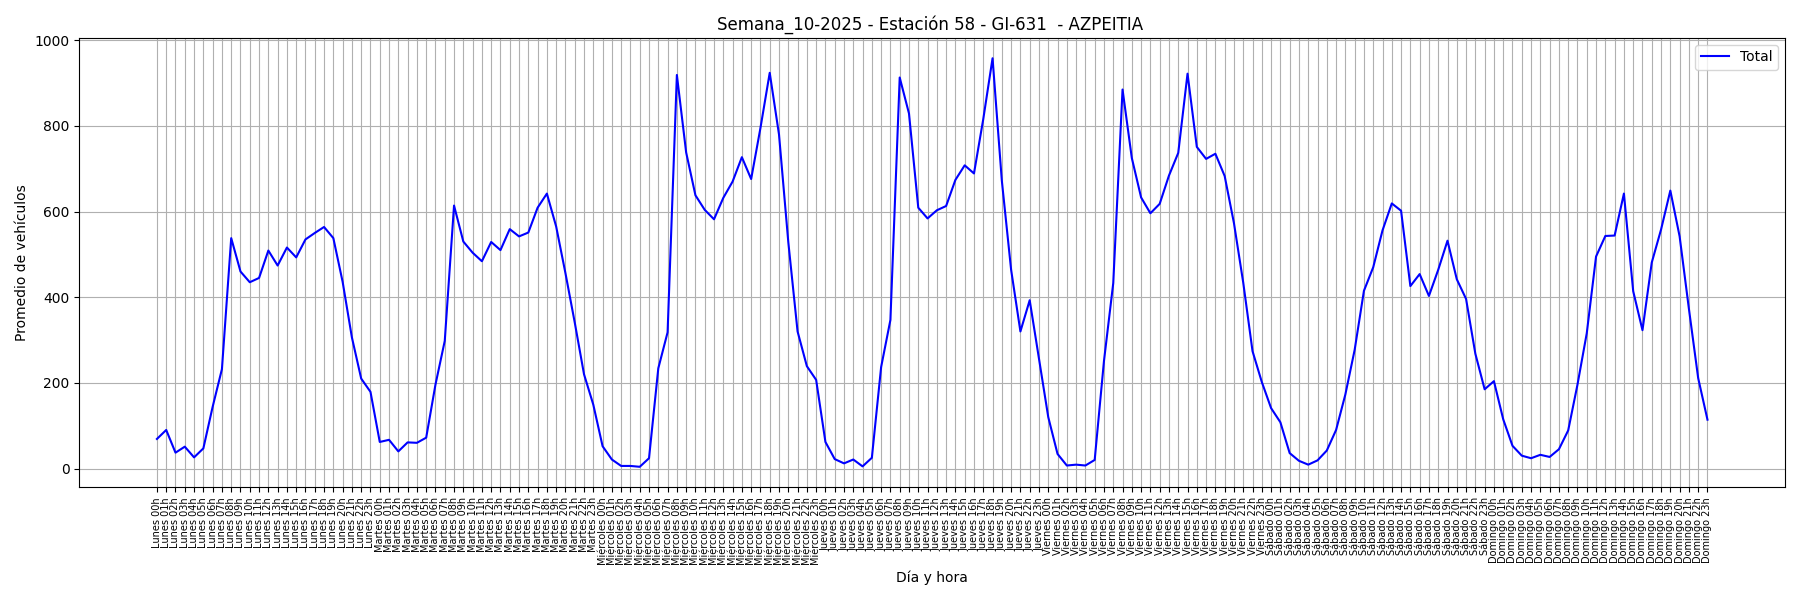 Semana_10-2025 - Estación 58 - GI-631  - AZPEITIA
Total
Promedio de vehículos
1000
800
600
400
200
0
Lunes 00h
Lunes 01h
Lunes 02h
Lunes 03h
Lunes 04h
Lunes 05h
Lunes 06h
Lunes 07h
Lunes 08h
Lunes 09h
Lunes 10h
Lunes 11h
Lunes 12h
Lunes 13h
Lunes 14h
Lunes 15h
Lunes 16h
Lunes 17h
Lunes 18h
Lunes 19h
Lunes 20h
Lunes 21h
Lunes 22h
Lunes 23h
Martes 00h
Martes 01h
Martes 02h
Martes 03h
Martes 04h
Martes 05h
Martes 06h
Martes 07h
Martes 08h
Martes 09h
Martes 10h
Martes 11h
Martes 12h
Martes 13h
Martes 14h
Martes 15h
Martes 16h
Martes 17h
Martes 18h
Martes 19h
Martes 20h
Martes 21h
Martes 22h
Martes 23h
Miércoles 00h
Miércoles 01h
Miércoles 02h
Miércoles 03h
Miércoles 04h
Miércoles 05h
Miércoles 06h
Miércoles 07h
Miércoles 08h
Miércoles 09h
Miércoles 10h
Miércoles 11h
Miércoles 12h
Miércoles 13h
Miércoles 14h
Miércoles 15h
Miércoles 16h
Miércoles 17h
Miércoles 18h
Miércoles 19h
Miércoles 20h
Miércoles 21h
Miércoles 22h
Miércoles 23h
Jueves 00h
Jueves 01h
Jueves 02h
Jueves 03h
Jueves 04h
Jueves 05h
Jueves 06h
Jueves 07h
Jueves 08h
Jueves 09h
Jueves 10h
Jueves 11h
Jueves 12h
Jueves 13h
Jueves 14h
Jueves 15h
Jueves 16h
Jueves 17h
Jueves 18h
Jueves 19h
Jueves 20h
Jueves 21h
Jueves 22h
Jueves 23h
Viernes 00h
Viernes 01h
Viernes 02h
Viernes 03h
Viernes 04h
Viernes 05h
Viernes 06h
Viernes 07h
Viernes 08h
Viernes 09h
Viernes 10h
Viernes 11h
Viernes 12h
Viernes 13h
Viernes 14h
Viernes 15h
Viernes 16h
Viernes 17h
Viernes 18h
Viernes 19h
Viernes 20h
Viernes 21h
Viernes 22h
Viernes 23h
Sábado 00h
Sábado 01h
Sábado 02h
Sábado 03h
Sábado 04h
Sábado 05h
Sábado 06h
Sábado 07h
Sábado 08h
Sábado 09h
Sábado 10h
Sábado 11h
Sábado 12h
Sábado 13h
Sábado 14h
Sábado 15h
Sábado 16h
Sábado 17h
Sábado 18h
Sábado 19h
Sábado 20h
Sábado 21h
Sábado 22h
Sábado 23h
Domingo 00h
Domingo 01h
Domingo 02h
Domingo 03h
Domingo 04h
Domingo 05h
Domingo 06h
Domingo 07h
Domingo 08h
Domingo 09h
Domingo 10h
Domingo 11h
Domingo 12h
Domingo 13h
Domingo 14h
Domingo 15h
Domingo 16h
Domingo 17h
Domingo 18h
Domingo 19h
Domingo 20h
Domingo 21h
Domingo 22h
Domingo 23h
Día y hora